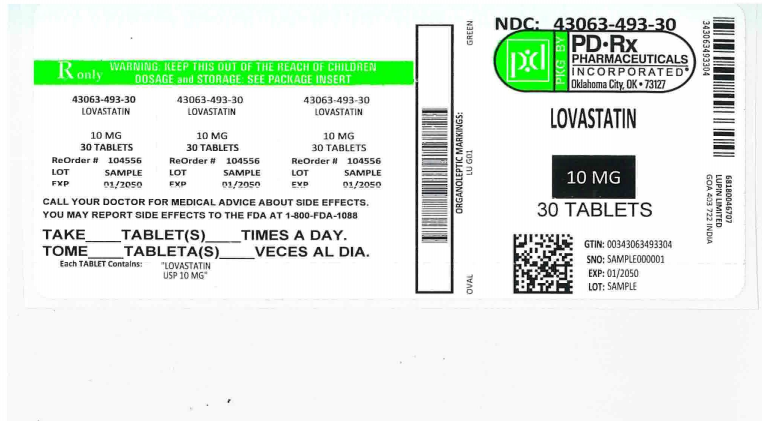 R only
WARNING. KEEP THIS OUT OF THE REACH OF CHILDREN
DOSAGE and STORAGE: SEE PACKAGE INSERT
43063-493-30 43063-493-30 43063-493-30
LOVASTATIN LOVASTATIN LOVASTATIN
10 MG 10 MG 10 MG
30 TABLETS 30 TABLETS 30 TABLETS
ReOrder # 104556 ReOrder # 104556 ReOrder # 104556
LOT SAMPLE LOT SAMPLE LOT SAMPLE
EXP 01/2050 EXP 01/2050 EXP 01/2050
CALL YOUR DOCTOR FOR MEDICAL ADVICE ABOUT SIDE EFFECTS.
YOU MAY REPORT SIDE EFFECTS TO THE FDA AT 1-800-FDA-1088
TAKE____TABLET(S)____TIMES A DAY.
TOME____TABLETA(S)____VECES AL DIA.
Each TABLET Contains: "LOVASTATIN
USP 10 MG"
GREEN
ORGANOLEPTIC MARKINGS:
LU G01
OVAL
NDC: 43063-493-30
pd
PKG BY
PD•Rx
PHARMACEUTICALS
INCORPORATED®
Oklahoma City, OK • 73127
LOVASTATIN
10 MG
30 TABLETS
GTIN: 00343063493304
SNO: SAMPLE000001
EXP: 01/2050
LOT: SAMPLE
343063493304
68180046707
LUPIN LIMITED
GOA 403 722 INDIA